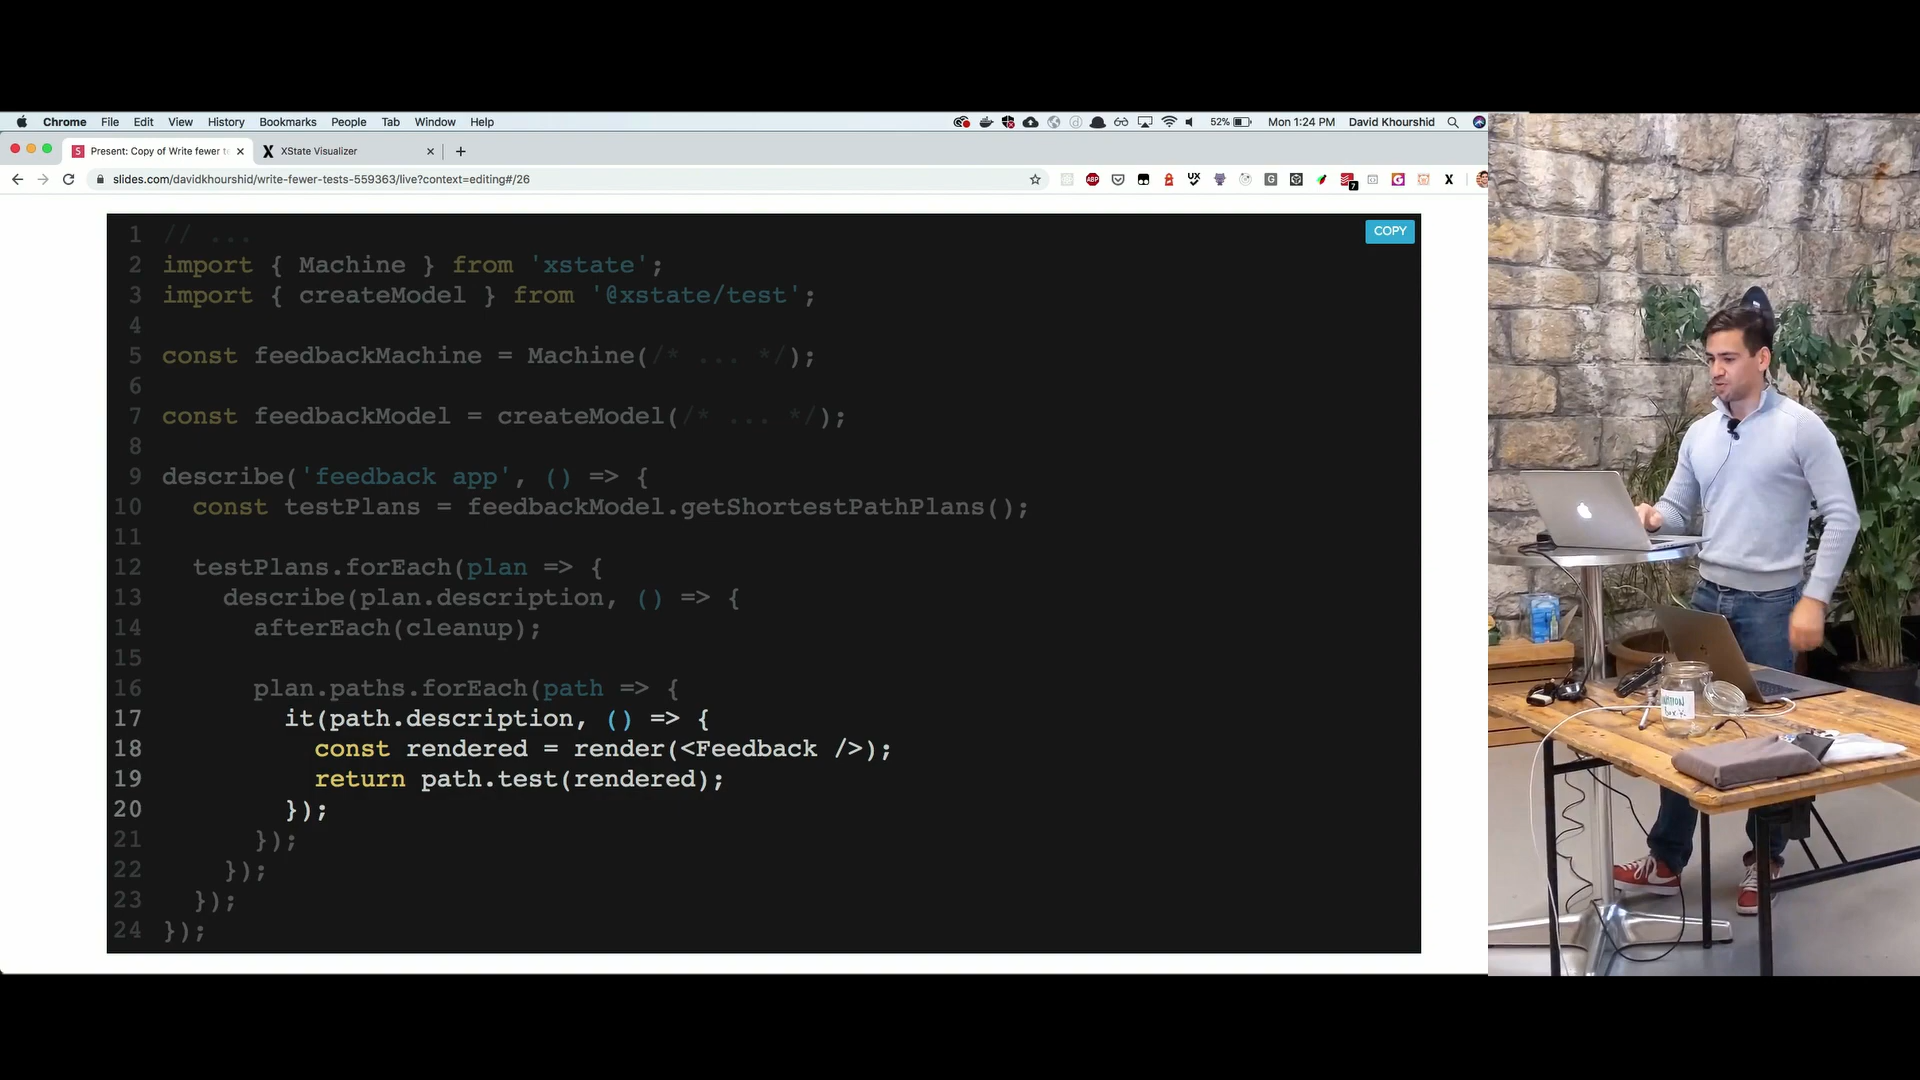 Chrome File Edit View History Bookmarks People Tab Window Help
52% Mon 1:24 PM David Khourshid
Present: Copy of Write fewer te
XState Visualizer
slides.com/davidkhourshid/write-fewer-tests-559363/live?context=editing#/26
ABP
UX
G
7
X
COPY
1 // ...
2 import { Machine } from 'xstate';
3 import { createModel } from '@xstate/test';
4
5 const feedbackMachine = Machine(/* ... */);
6
7 const feedbackModel = createModel(/* ... */);
8
9 describe('feedback app', () => {
10 const testPlans = feedbackModel.getShortestPathPlans();
11
12 testPlans.forEach(plan => {
13 describe(plan.description, () => {
14 afterEach(cleanup);
15
16 plan.paths.forEach(path => {
17 it(path.description, () => {
18 const rendered = render(<Feedback />);
19 return path.test(rendered);
20 });
21 });
22 });
23 });
24 });